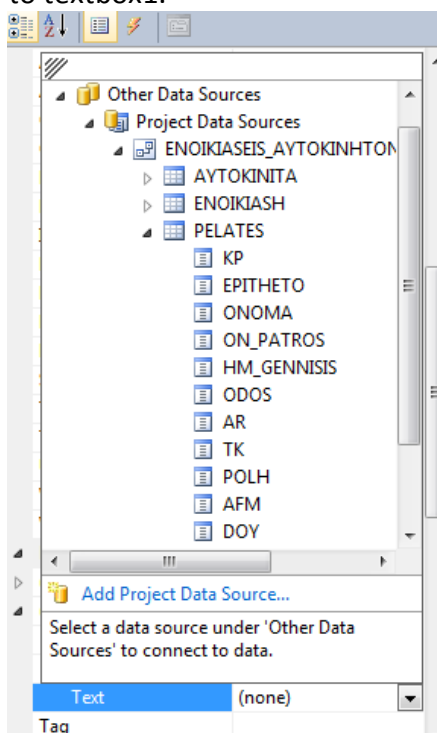 to textbox1.
Other Data Sources
Project Data Sources
ENOIKIASEIS_AYTOKINHTON
AYTOKINITA
ENOIKIASH
PELATES
KP
EPITHETO
ONOMA
ON_PATROS
HM_GENNISIS
ODOS
AR
TK
POLH
AFM
DOY
Add Project Data Source...
Select a data source under 'Other Data
Sources' to connect to data.
Text (none)
Tag